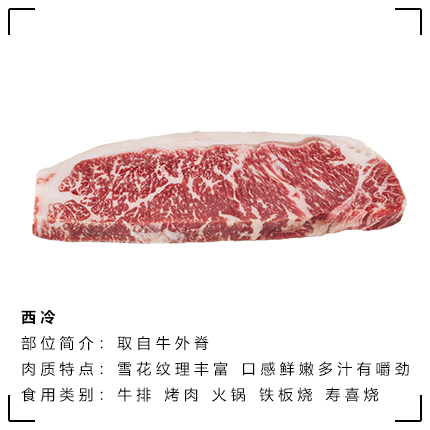 西冷
部位简介：取自牛外脊
肉质特点：雪花纹理丰富 口感鲜嫩多汁有嚼劲
食用类别：牛排 烤肉 火锅 铁板烧 寿喜烧